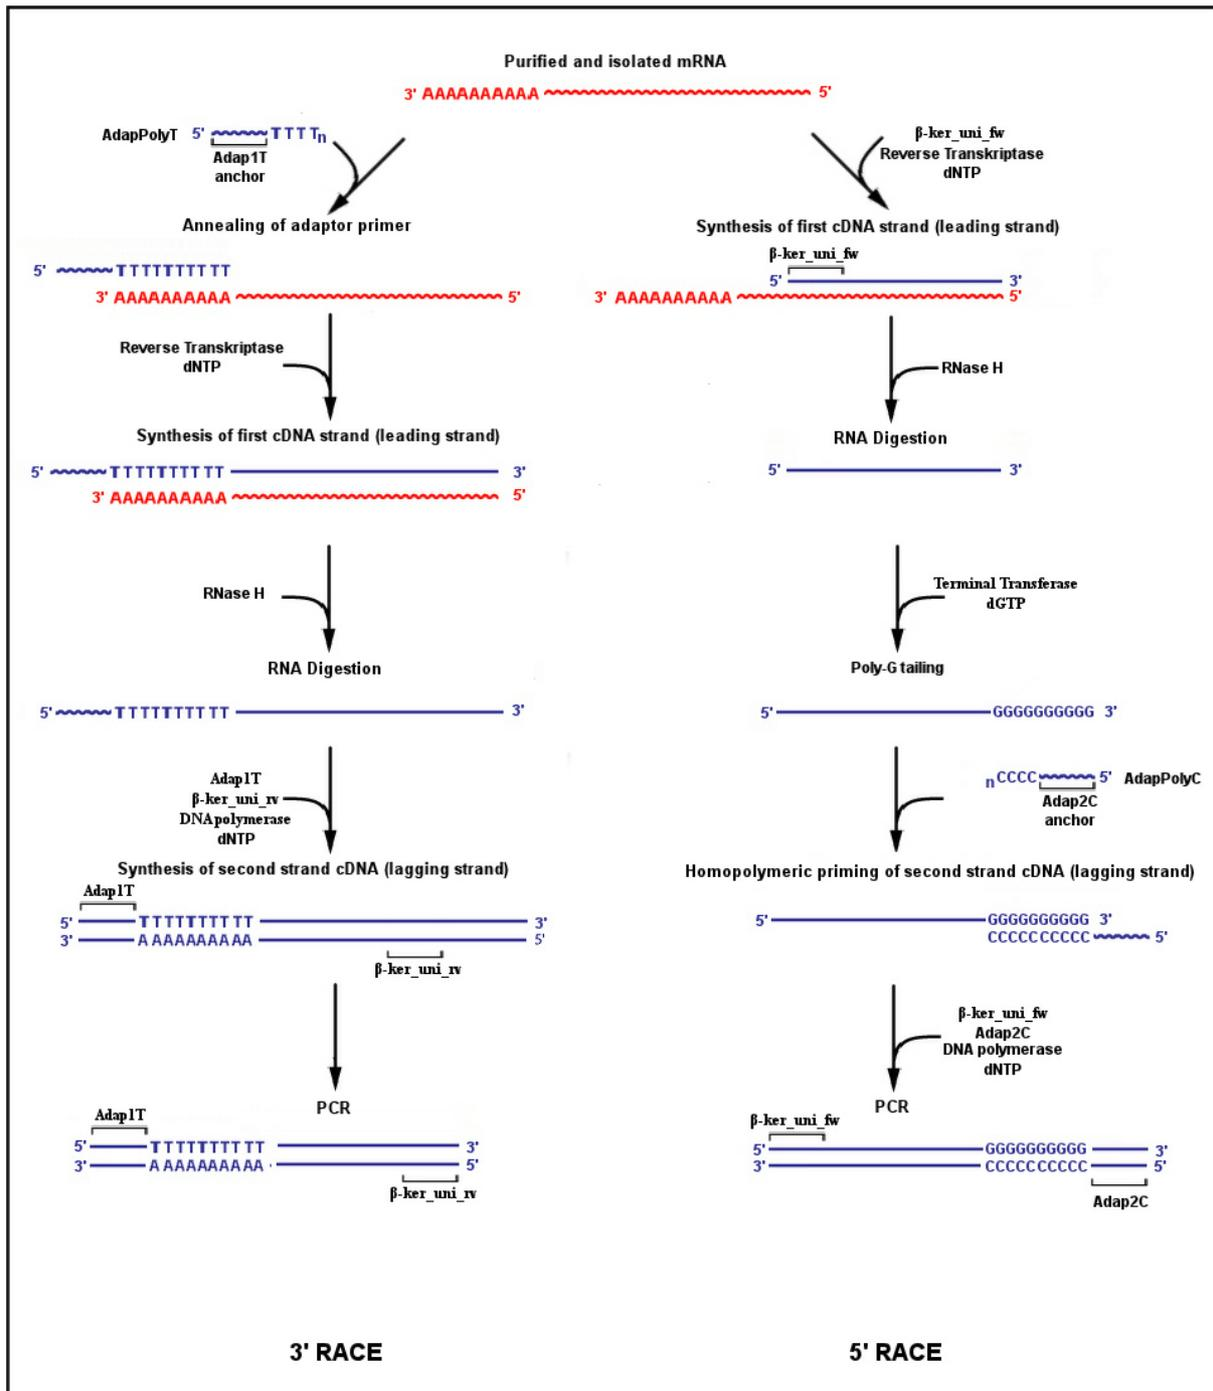 Purified and isolated mRNA
3' AAAAAAAAAA 5'
AdapPolyT 5' TTTTn
Adap1T
anchor
Annealing of adaptor primer
5' TTTTTTTTTT
3' AAAAAAAAAA 5'
Reverse Transkriptase
dNTP
Synthesis of first cDNA strand (leading strand)
5' TTTTTTTTTT 3'
3' AAAAAAAAAA 5'
RNase H
RNA Digestion
5' TTTTTTTTTT 3'
Adap1T
β-ker_uni_rv
DNA polymerase
dNTP
Synthesis of second strand cDNA (lagging strand)
Adap1T
5' TTTTTTTTTT 3'
3' AAAAAAAAAA 5'
β-ker_uni_rv
PCR
Adap1T
5' TTTTTTTTTT 3'
3' AAAAAAAAAA 5'
β-ker_uni_rv
3' RACE
β-ker_uni_fw
Reverse Transkriptase
dNTP
Synthesis of first cDNA strand (leading strand)
β-ker_uni_fw
5' 3'
3' AAAAAAAAAA 5'
RNase H
RNA Digestion
5' 3'
Terminal Transferase
dGTP
Poly-G tailing
5' GGGGGGGGGG 3'
nCCCC 5' AdapPolyC
Adap2C
anchor
Homopolymeric priming of second strand cDNA (lagging strand)
5' GGGGGGGGGG 3'
CCCCCCCCCC 5'
β-ker_uni_fw
Adap2C
DNA polymerase
dNTP
PCR
β-ker_uni_fw
5' GGGGGGGGGG 3'
3' CCCCCCCCCC 5'
Adap2C
5' RACE